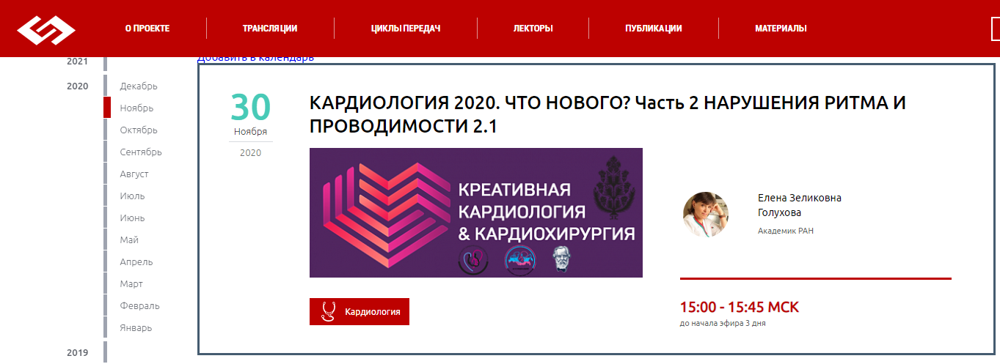 О ПРОЕКТЕ
ТРАНСЛЯЦИИ
ЦИКЛЫ ПЕРЕДАЧ
ЛЕКТОРЫ
ПУБЛИКАЦИИ
МАТЕРИАЛЫ
2021
2020
Декабрь
Ноябрь
Октябрь
Сентябрь
Август
Июль
Июнь
Май
Апрель
Март
Февраль
Январь
2019
Добавить в календарь
30
Ноября
2020
КАРДИОЛОГИЯ 2020. ЧТО НОВОГО? Часть 2 НАРУШЕНИЯ РИТМА И
ПРОВОДИМОСТИ 2.1
КРЕАТИВНАЯ
КАРДИОЛОГИЯ
& КАРДИОХИРУРГИЯ
Кардиология
Елена Зеликовна
Голухова
Академик РАН
15:00 - 15:45 МСК
до начала эфира 3 дня